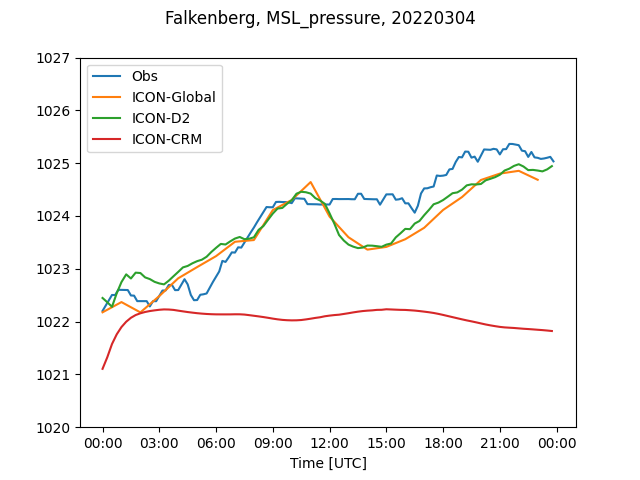 Falkenberg, MSL_pressure, 20220304
1027
1026
1025
1024
1023
1022
1021
1020
Obs
ICON-Global
ICON-D2
ICON-CRM
00:00 03:00 06:00 09:00 12:00 15:00 18:00 21:00 00:00
Time [UTC]